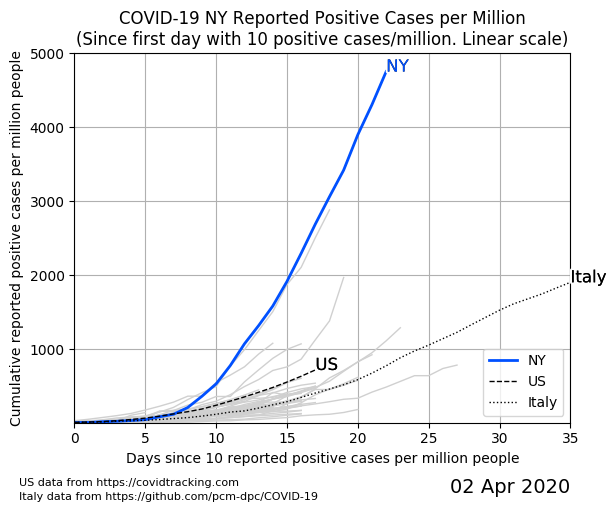 COVID-19 NY Reported Positive Cases per Million
(Since first day with 10 positive cases/million. Linear scale)
Cumulative reported positive cases per million people
5000
4000
3000
2000
1000
NY
Italy
US
NY
US
Italy
0
5
10
15
20
25
30
35
Days since 10 reported positive cases per million people
US data from https://covidtracking.com
Italy data from https://github.com/pcm-dpc/COVID-19
02 Apr 2020